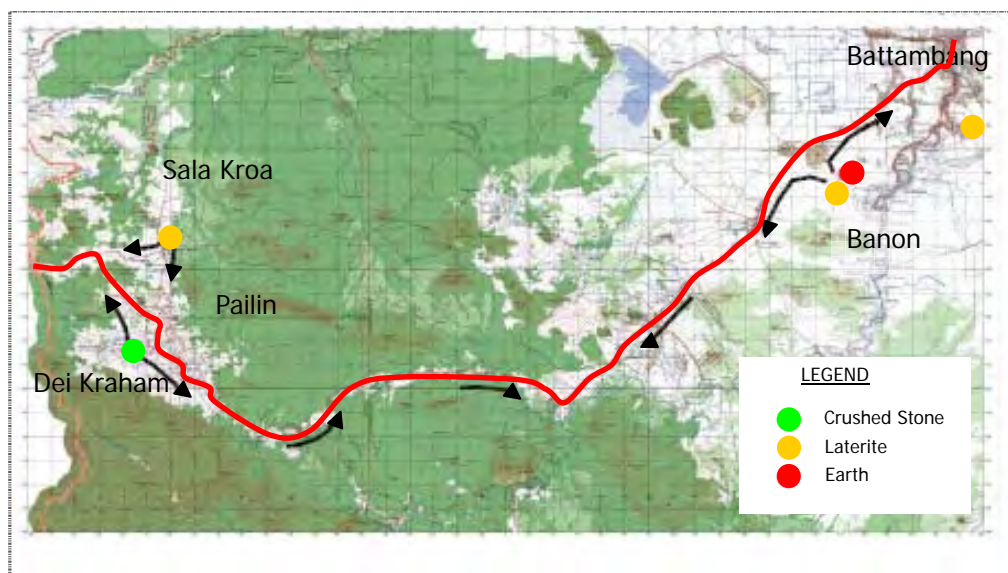 Battambang
Sala Kroa
Banon
Pailin
Dei Kraham
LEGEND
Crushed Stone
Laterite
Earth